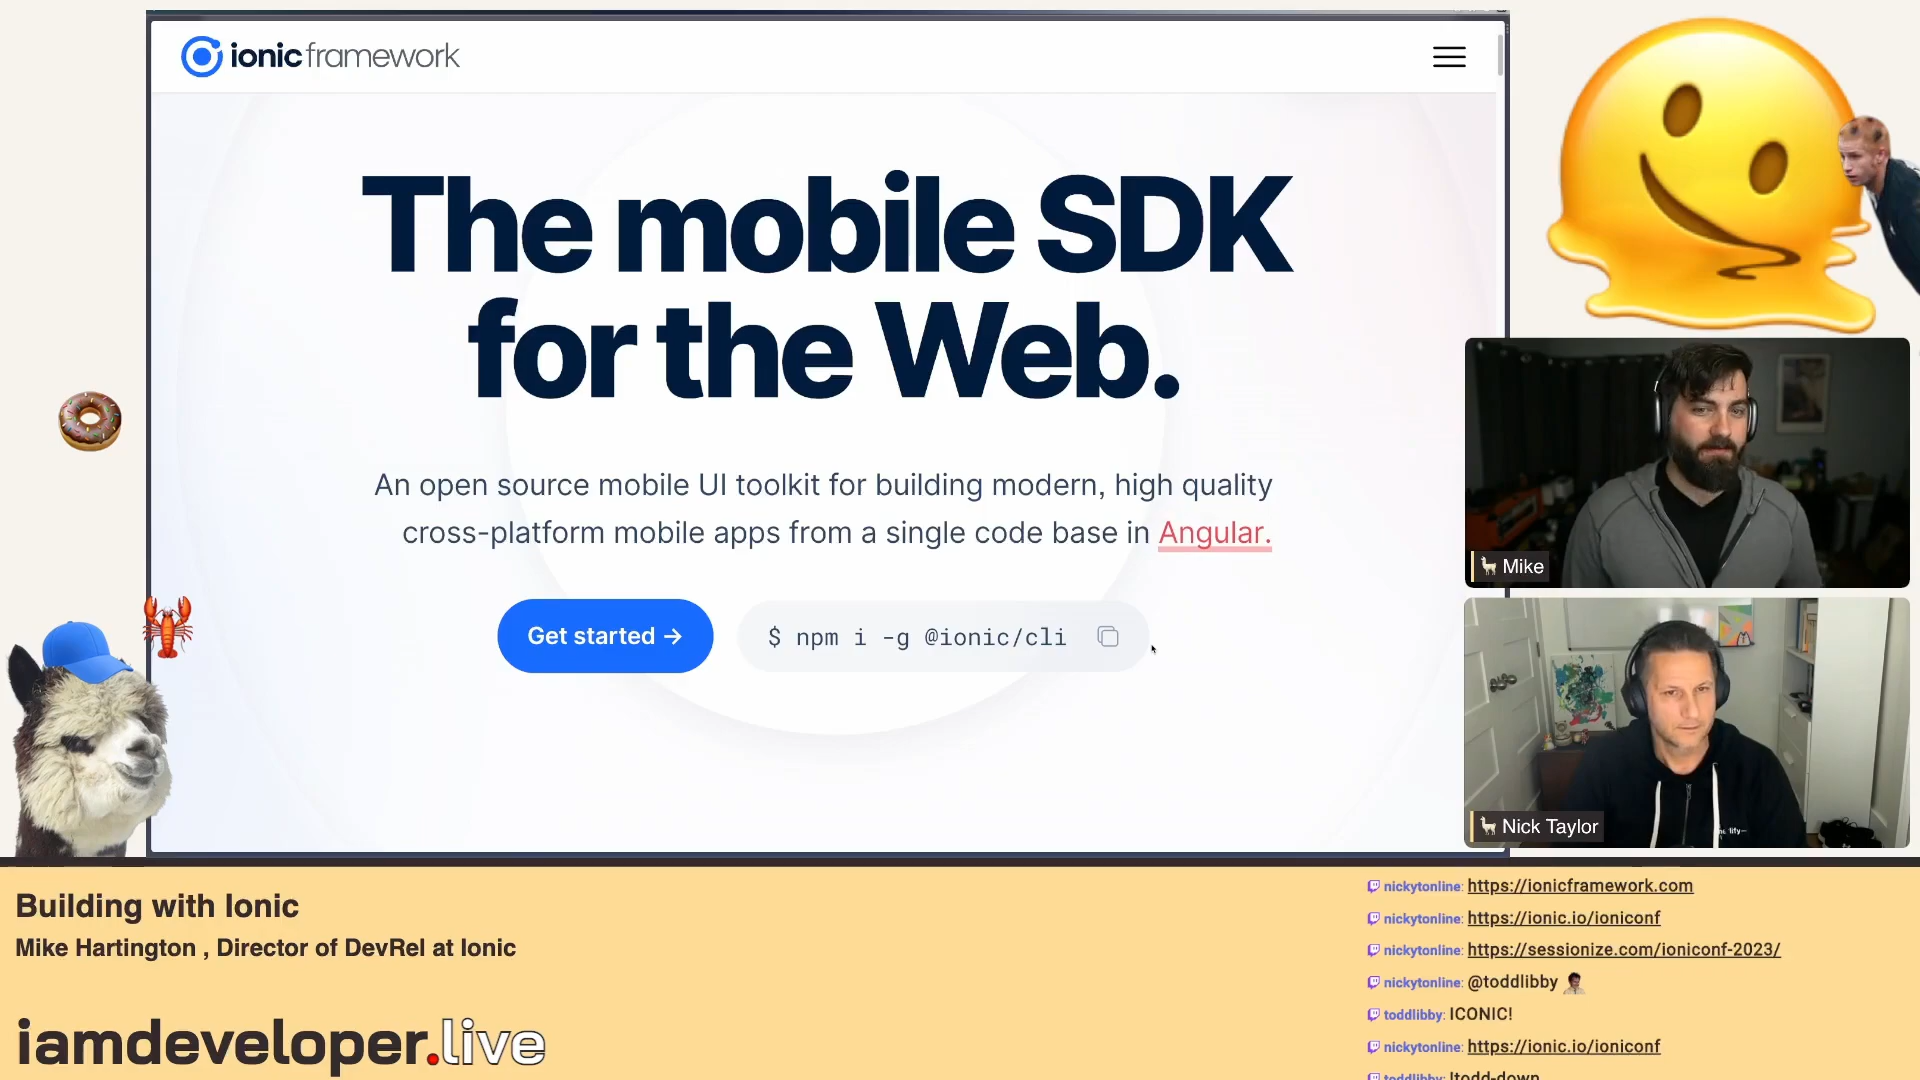 ionic framework
The mobile SDK
for the Web.
An open source mobile UI toolkit for building modern, high quality
cross-platform mobile apps from a single code base in Angular.
Get started →
$ npm i -g @ionic/cli
Mike
Nick Taylor
Building with Ionic
Mike Hartington , Director of DevRel at Ionic
iamdeveloper.live
nickytonline: https://ionicframework.com
nickytonline: https://ionic.io/ioniconf
nickytonline: https://sessionize.com/ioniconf-2023/
nickytonline: @toddlibby
toddlibby: ICONIC!
nickytonline: https://ionic.io/ioniconf
toddlibby: !todd-down